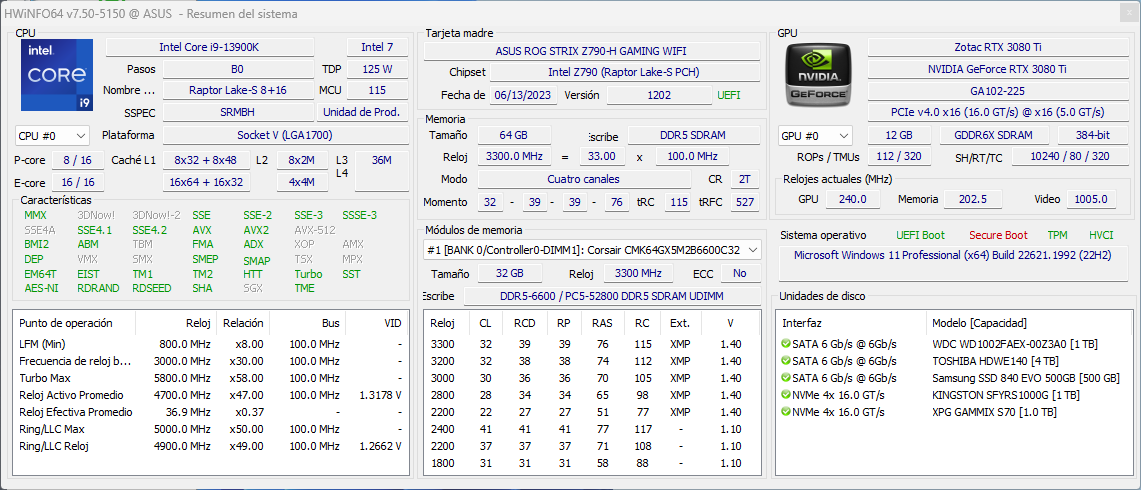 HWiNFO64 v7.50-5150 @ ASUS - Resumen del sistema
CPU
intel.
CORE
i9
Intel Core i9-13900K Intel 7
Pasos B0 TDP 125 W
Nombre ... Raptor Lake-S 8+16 MCU 115
SSPEC SRMBH Unidad de Prod.
CPU #0 Plataforma Socket V (LGA1700)
P-core 8 / 16 Caché L1 8x32 + 8x48 L2 8x2M L3 36M
E-core 16 / 16 16x64 + 16x32 4x4M L4
Características
MMX 3DNow! 3DNow!-2 SSE SSE-2 SSE-3 SSSE-3
SSE4A SSE4.1 SSE4.2 AVX AVX2 AVX-512
BMI2 ABM TBM FMA ADX XOP AMX
DEP VMX SMX SMEP SMAP TSX MPX
EM64T EIST TM1 TM2 HTT Turbo SST
AES-NI RDRAND RDSEED SHA SGX TME
Punto de operación Reloj Relación Bus VID
LFM (Min) 800.0 MHz x8.00 100.0 MHz -
Frecuencia de reloj b... 3000.0 MHz x30.00 100.0 MHz -
Turbo Max 5800.0 MHz x58.00 100.0 MHz -
Reloj Activo Promedio 4700.0 MHz x47.00 100.0 MHz 1.3178 V
Reloj Efectiva Promedio 36.9 MHz x0.37 - -
Ring/LLC Max 5000.0 MHz x50.00 100.0 MHz -
Ring/LLC Reloj 4900.0 MHz x49.00 100.0 MHz 1.2662 V
Tarjeta madre
ASUS ROG STRIX Z790-H GAMING WIFI
Chipset Intel Z790 (Raptor Lake-S PCH)
Fecha de 06/13/2023 Versión 1202 UEFI
Memoria
Tamaño 64 GB Escribe DDR5 SDRAM
Reloj 3300.0 MHz = 33.00 x 100.0 MHz
Modo Cuatro canales CR 2T
Momento 32 - 39 - 39 - 76 tRC 115 tRFC 527
Módulos de memoria
#1 [BANK 0/Controller0-DIMM1]: Corsair CMK64GX5M2B6600C32
Tamaño 32 GB Reloj 3300 MHz ECC No
Escribe DDR5-6600 / PC5-52800 DDR5 SDRAM UDIMM
Reloj CL RCD RP RAS RC Ext. V
3300 32 39 39 76 115 XMP 1.40
3200 32 38 38 74 112 XMP 1.40
3000 30 36 36 70 105 XMP 1.40
2800 28 34 34 65 98 XMP 1.40
2200 22 27 27 51 77 XMP 1.40
2400 41 41 41 77 117 - 1.10
2200 37 37 37 71 108 - 1.10
1800 31 31 31 58 88 - 1.10
GPU
NVIDIA
GEFORCE
Zotac RTX 3080 Ti
NVIDIA GeForce RTX 3080 Ti
GA102-225
PCIe v4.0 x16 (16.0 GT/s) @ x16 (5.0 GT/s)
GPU #0 12 GB GDDR6X SDRAM 384-bit
ROPs / TMUs 112 / 320 SH/RT/TC 10240 / 80 / 320
Relojes actuales (MHz)
GPU 240.0 Memoria 202.5 Video 1005.0
Sistema operativo UEFI Boot Secure Boot TPM HVCI
Microsoft Windows 11 Professional (x64) Build 22621.1992 (22H2)
Unidades de disco
Interfaz Modelo [Capacidad]
SATA 6 Gb/s @ 6Gb/s WDC WD1002FAEX-00Z3A0 [1 TB]
SATA 6 Gb/s @ 6Gb/s TOSHIBA HDWE140 [4 TB]
SATA 6 Gb/s @ 6Gb/s Samsung SSD 840 EVO 500GB [500 GB]
NVMe 4x 16.0 GT/s KINGSTON SFYRS1000G [1 TB]
NVMe 4x 16.0 GT/s XPG GAMMIX S70 [1.0 TB]